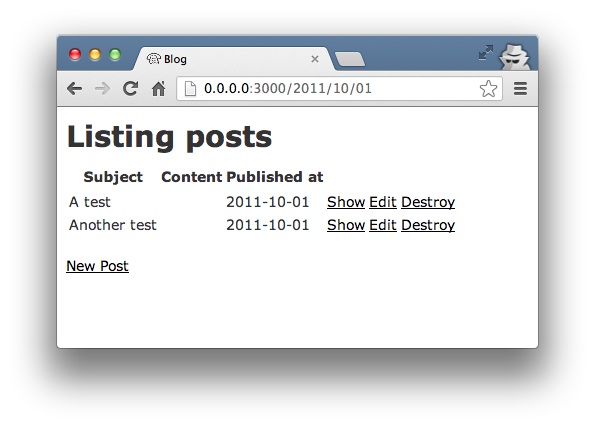 Blog
0.0.0.0:3000/2011/10/01
Listing posts
Subject Content Published at
A test 2011-10-01 Show Edit Destroy
Another test 2011-10-01 Show Edit Destroy
New Post